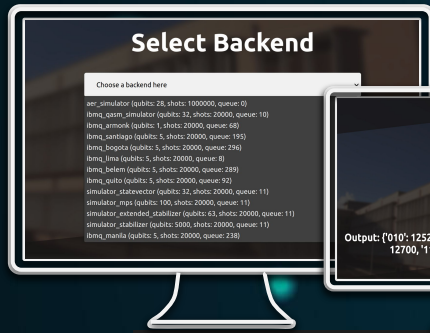 Select Backend
Choose a backend here
aer_simulator (qubits: 28, shots: 1000000, queue: 0)
ibmq_qasm_simulator (qubits: 32, shots: 20000, queue: 10)
ibmq_armonk (qubits: 1, shots: 20000, queue: 68)
ibmq_santiago (qubits: 5, shots: 20000, queue: 195)
ibmq_bogota (qubits: 5, shots: 20000, queue: 296)
ibmq_lima (qubits: 5, shots: 20000, queue: 8)
ibmq_belem (qubits: 5, shots: 20000, queue: 289)
ibmq_quito (qubits: 5, shots: 20000, queue: 92)
simulator_statevector (qubits: 32, shots: 20000, queue: 11)
simulator_mps (qubits: 100, shots: 20000, queue: 11)
simulator_extended_stabilizer (qubits: 63, shots: 20000, queue: 11)
simulator_stabilizer (qubits: 5000, shots: 20000, queue: 11)
ibmq_manila (qubits: 5, shots: 20000, queue: 238)
Output: {'010': 1252
12700, '1